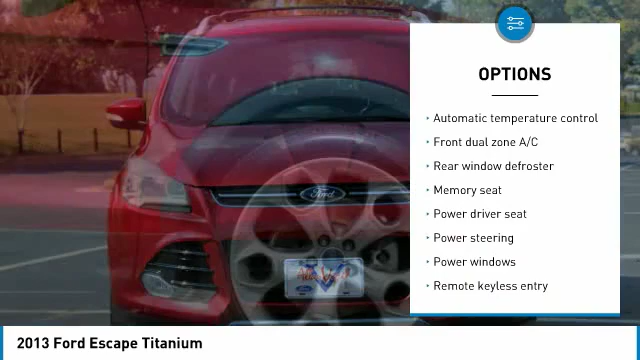 OPTIONS
• Automatic temperature control
• Front dual zone A/C
• Rear window defroster
• Memory seat
• Power driver seat
• Power steering
• Power windows
• Remote keyless entry
Ford
2013 Ford Escape Titanium